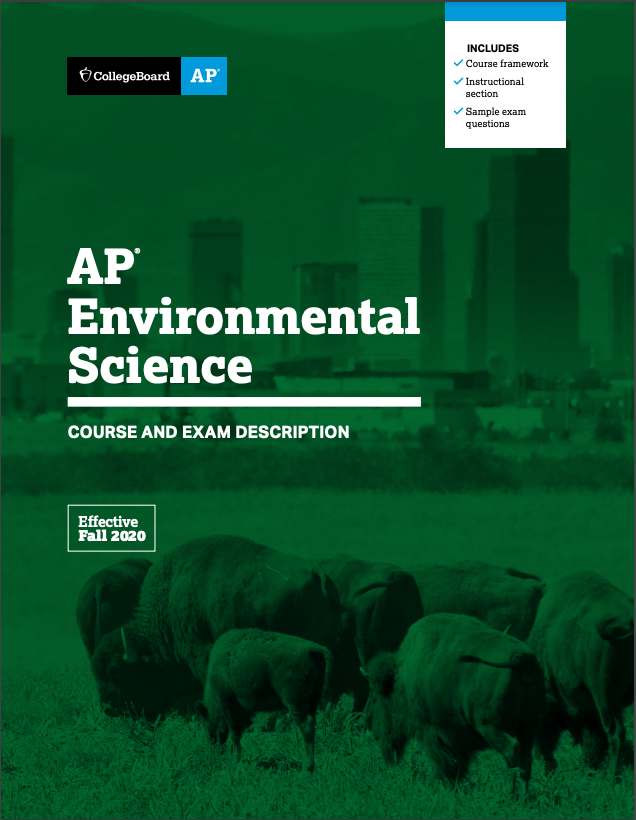 CollegeBoard
AP®
INCLUDES
Course framework
Instructional
section
Sample exam
questions
AP®
Environmental
Science
COURSE AND EXAM DESCRIPTION
Effective
Fall 2020